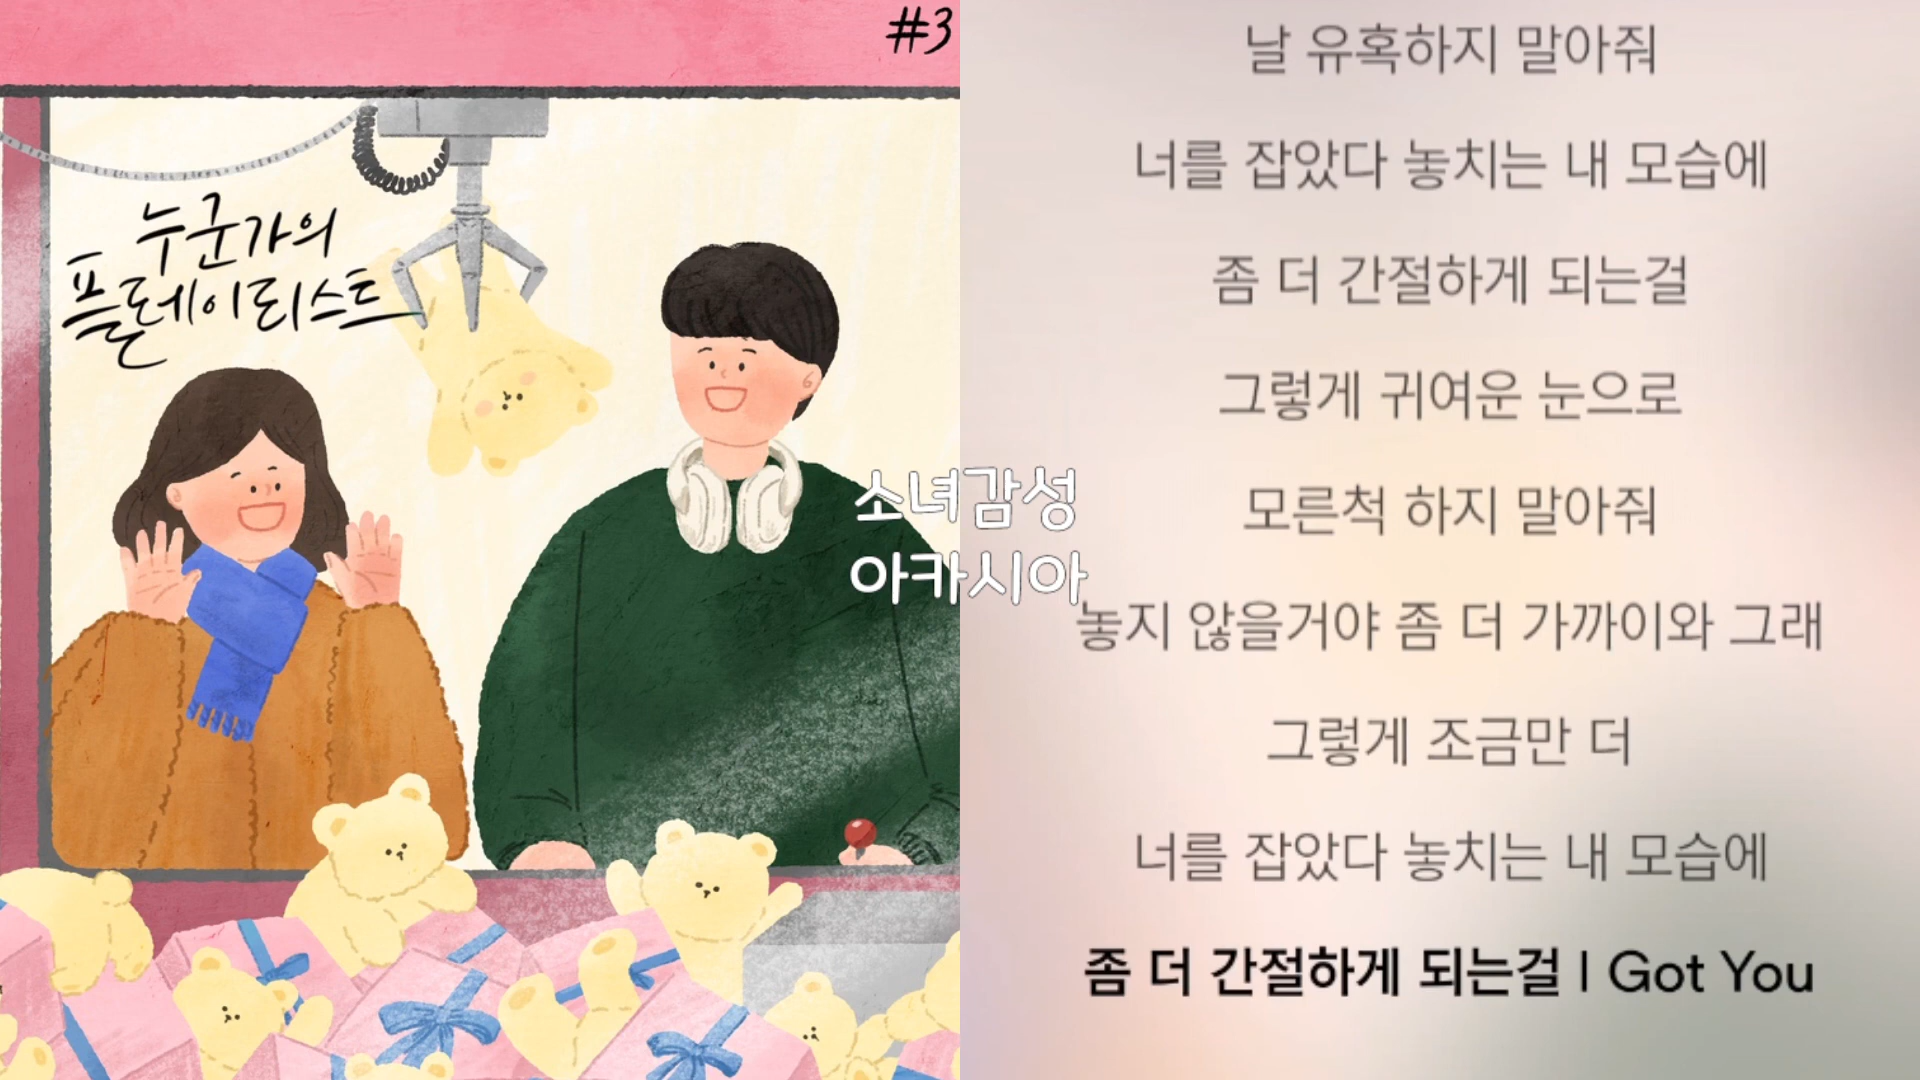 #3
누군가의
플레이리스트
소녀감성
아카시아
날 유혹하지 말아줘
너를 잡았다 놓치는 내 모습에
좀 더 간절하게 되는걸
그렇게 귀여운 눈으로
모른척 하지 말아줘
놓지 않을거야 좀 더 가까이와 그래
그렇게 조금만 더
너를 잡았다 놓치는 내 모습에
좀 더 간절하게 되는걸 I Got You